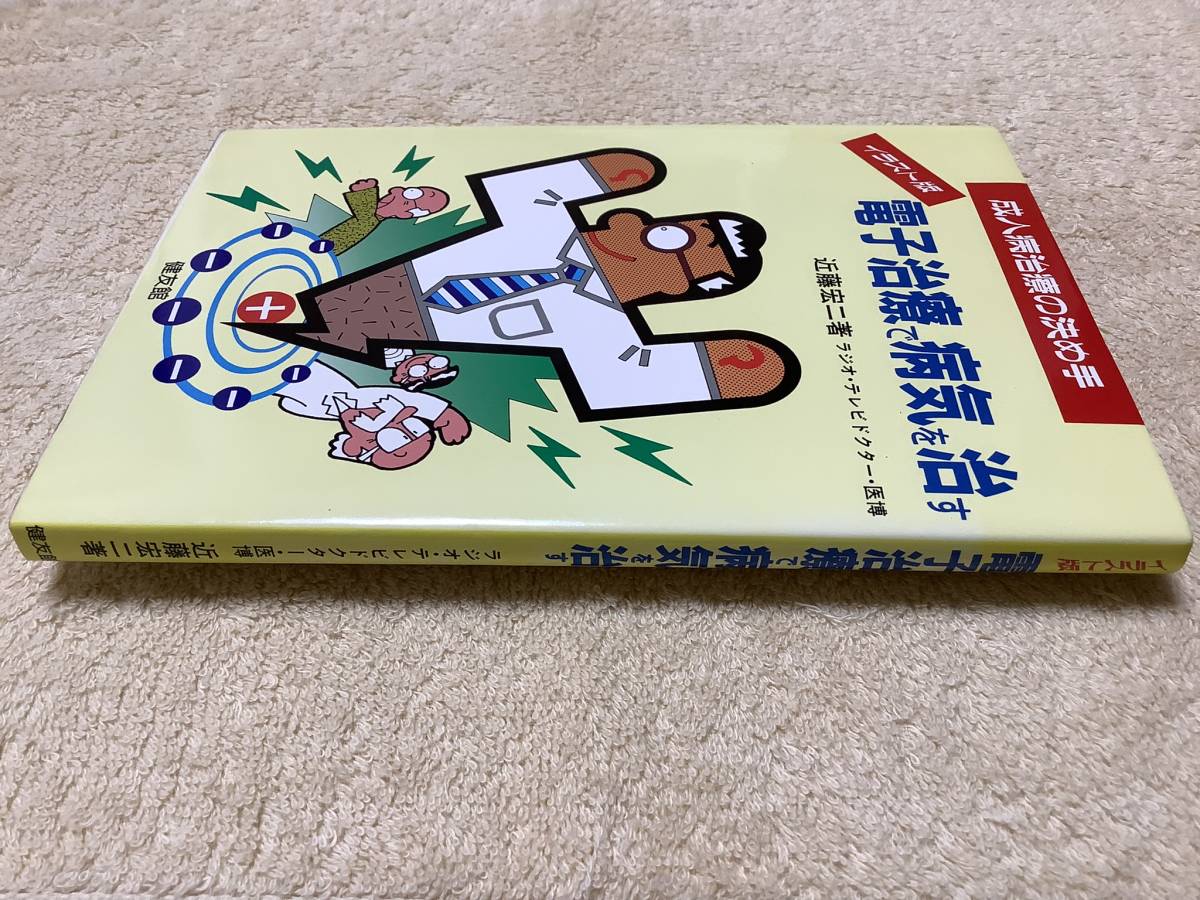 成人病治療の決め手
イラスト版
電子治療で病気を治す
近藤宏二著 ラジオ・テレビドクター・医博
健友館
＋
−
−
−
−
−
−
−
イラスト版 電子治療で病気を治す ラジオ・テレビドクター・医博 近藤宏二著 健友館